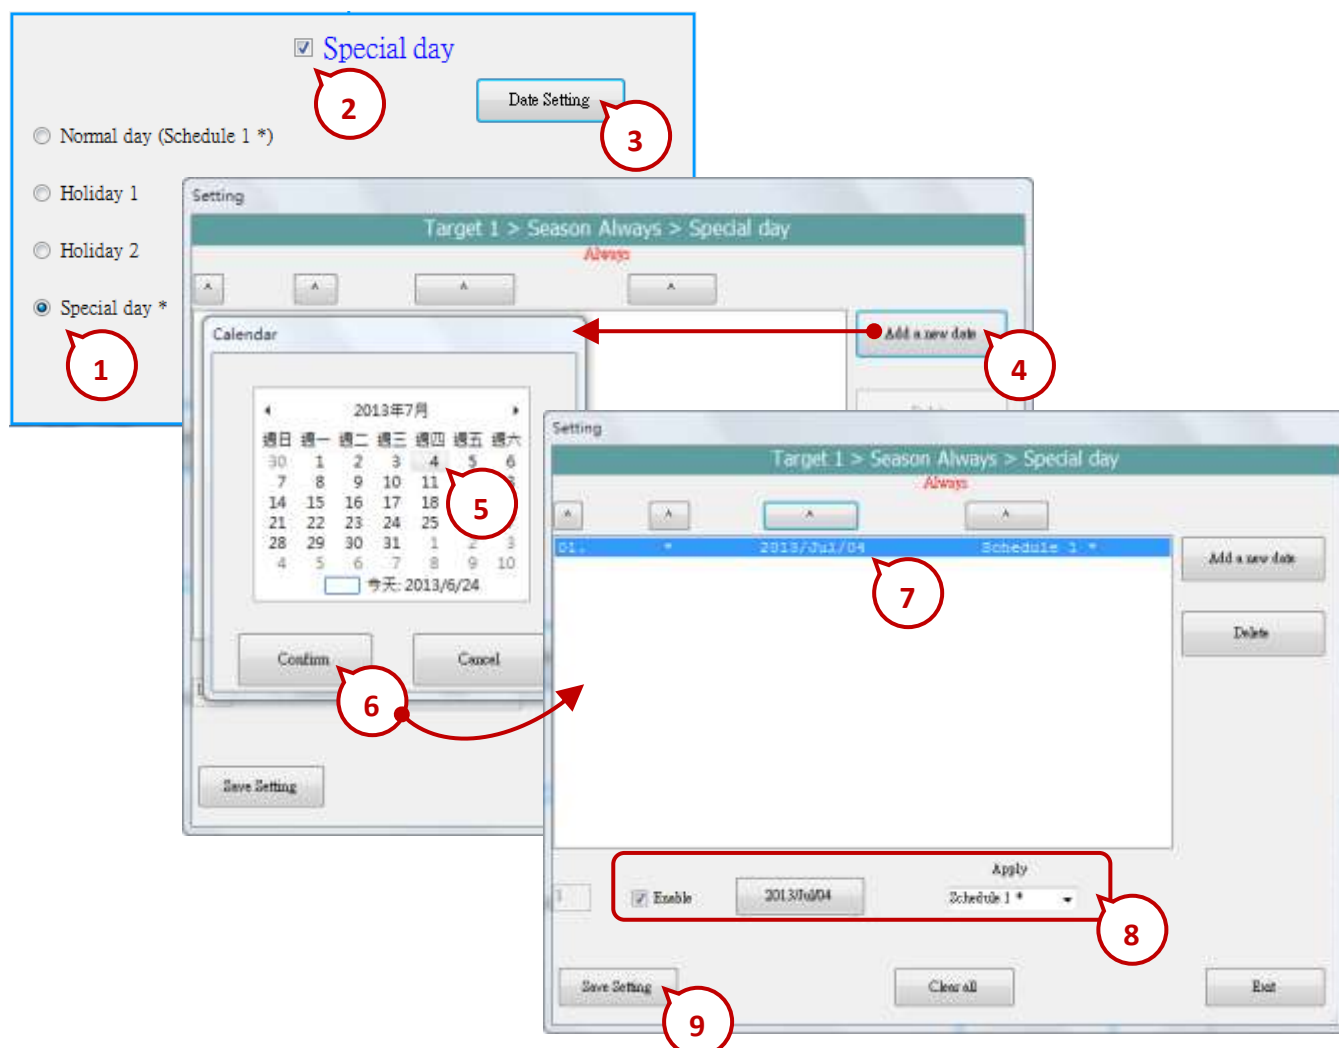 Special day
2
Date Setting
3
Normal day (Schedule 1 *)
Holiday 1
Holiday 2
Special day *
1
Setting
Target 1 > Season Always > Special day
Always
^ ^ ^ ^
Add a new date
4
Calendar
2013年7月
週日 週一 週二 週三 週四 週五 週六
30 1 2 3 4 5 6
7 8 9 10 11
14 15 16 17 18
21 22 23 24 25
28 29 30 31 1 2 3
4 5 6 7 8 9 10
今天: 2013/6/24
5
Confirm
Cancel
6
Save Setting
Setting
Target 1 > Season Always > Special day
Always
^ ^ ^ ^
01. * 2013/Jul/04 Schedule 1 *
7
Add a new date
Delete
Apply
Enable 2013/Jul/04 Schedule 1 *
8
Save Setting
Clear all
Exit
9